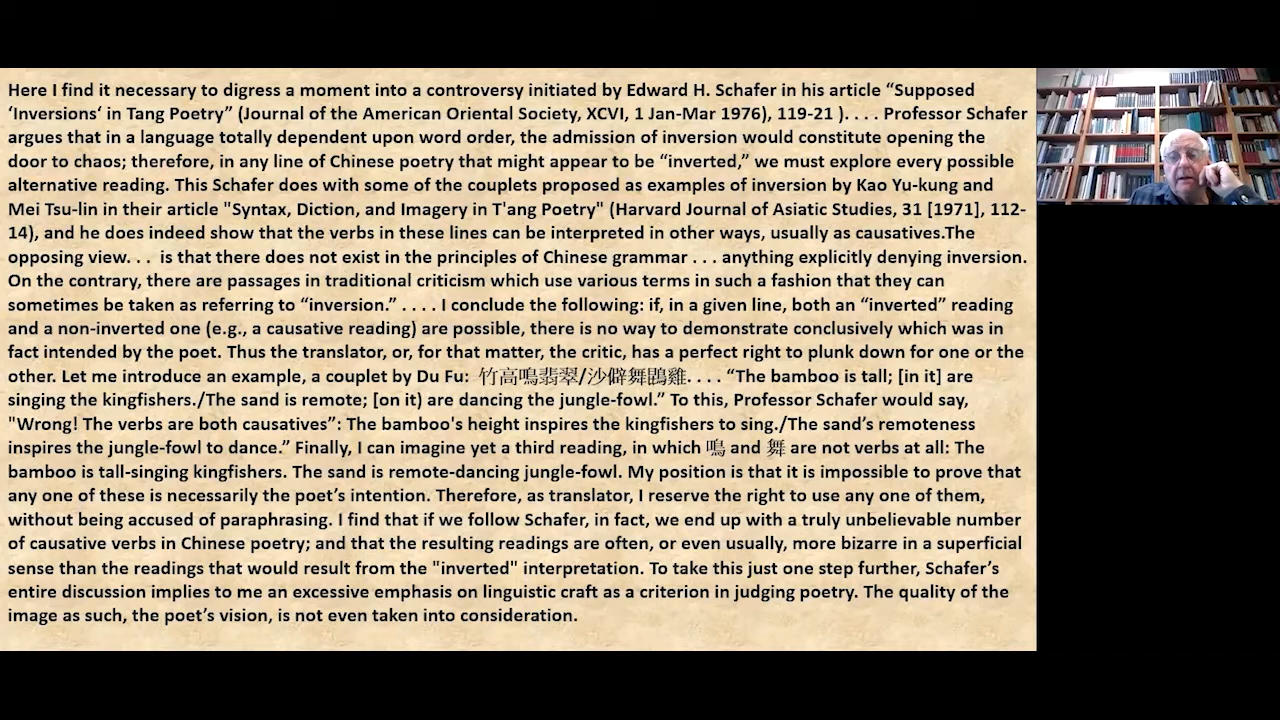 Here I find it necessary to digress a moment into a controversy initiated by Edward H. Schafer in his article “Supposed
‘Inversions‘ in Tang Poetry” (Journal of the American Oriental Society, XCVI, 1 Jan-Mar 1976), 119-21 ). . . . Professor Schafer
argues that in a language totally dependent upon word order, the admission of inversion would constitute opening the
door to chaos; therefore, in any line of Chinese poetry that might appear to be “inverted,” we must explore every possible
alternative reading. This Schafer does with some of the couplets proposed as examples of inversion by Kao Yu-kung and
Mei Tsu-lin in their article "Syntax, Diction, and Imagery in T'ang Poetry" (Harvard Journal of Asiatic Studies, 31 [1971], 112-
14), and he does indeed show that the verbs in these lines can be interpreted in other ways, usually as causatives.The
opposing view. . .  is that there does not exist in the principles of Chinese grammar . . . anything explicitly denying inversion.
On the contrary, there are passages in traditional criticism which use various terms in such a fashion that they can
sometimes be taken as referring to “inversion.” . . . . I conclude the following: if, in a given line, both an “inverted” reading
and a non-inverted one (e.g., a causative reading) are possible, there is no way to demonstrate conclusively which was in
fact intended by the poet. Thus the translator, or, for that matter, the critic, has a perfect right to plunk down for one or the
other. Let me introduce an example, a couplet by Du Fu:  竹高鳴翡翠/沙僻舞鵾雞. . . . “The bamboo is tall; [in it] are
singing the kingfishers./The sand is remote; [on it) are dancing the jungle-fowl.” To this, Professor Schafer would say,
"Wrong! The verbs are both causatives”: The bamboo's height inspires the kingfishers to sing./The sand’s remoteness
inspires the jungle-fowl to dance.” Finally, I can imagine yet a third reading, in which 鳴 and 舞 are not verbs at all: The
bamboo is tall-singing kingfishers. The sand is remote-dancing jungle-fowl. My position is that it is impossible to prove that
any one of these is necessarily the poet’s intention. Therefore, as translator, I reserve the right to use any one of them,
without being accused of paraphrasing. I find that if we follow Schafer, in fact, we end up with a truly unbelievable number
of causative verbs in Chinese poetry; and that the resulting readings are often, or even usually, more bizarre in a superficial
sense than the readings that would result from the "inverted" interpretation. To take this just one step further, Schafer’s
entire discussion implies to me an excessive emphasis on linguistic craft as a criterion in judging poetry. The quality of the
image as such, the poet’s vision, is not even taken into consideration.